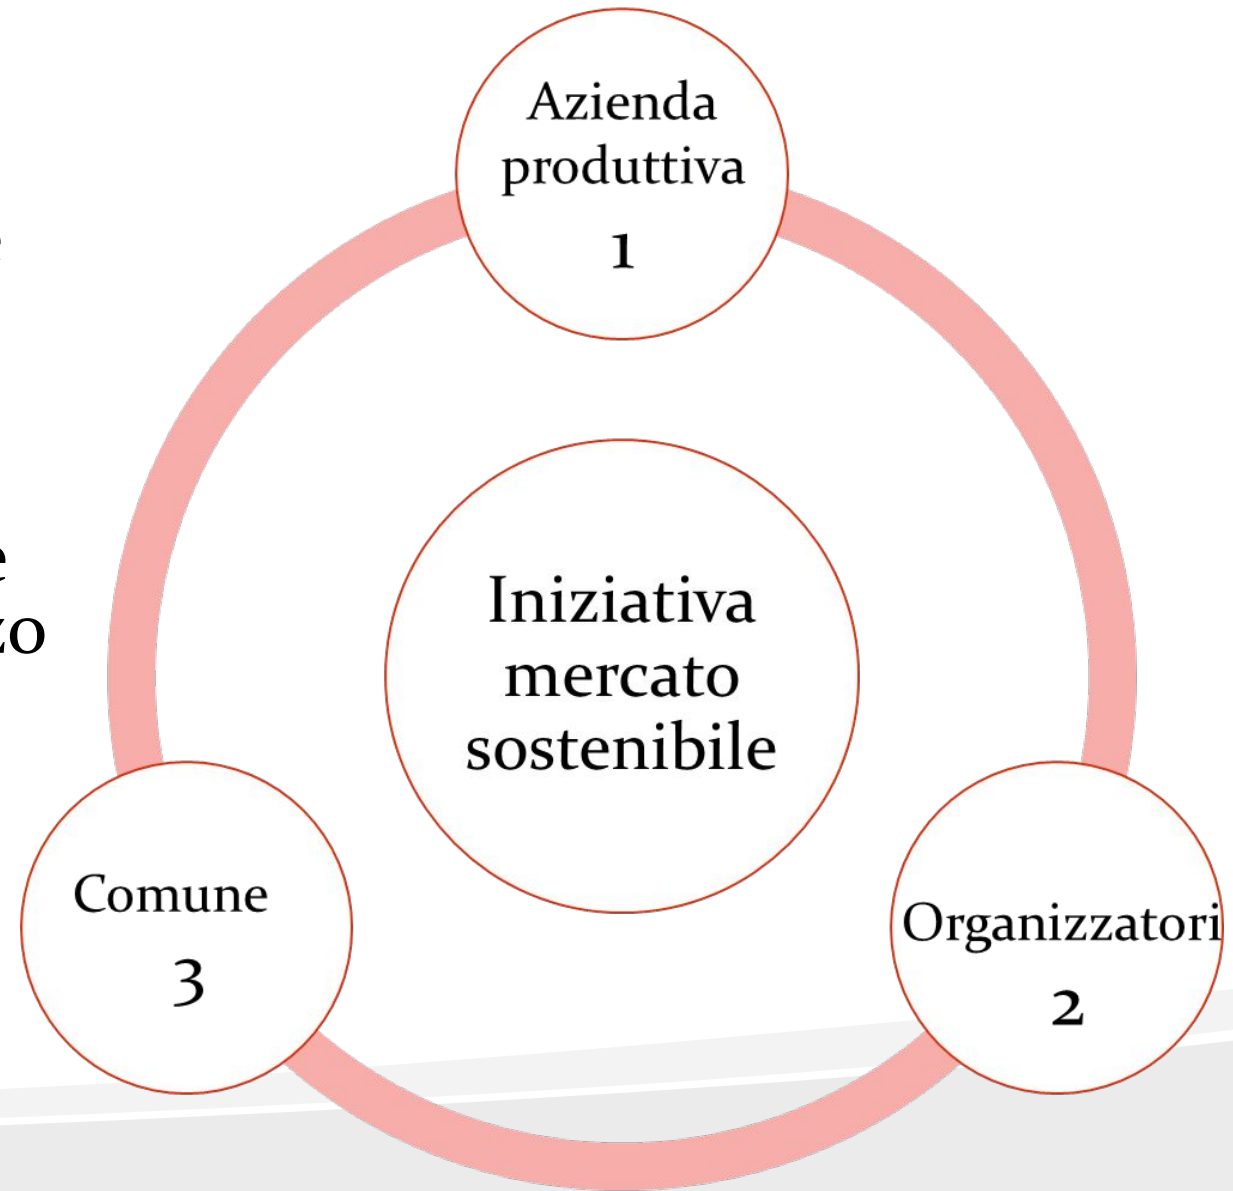 Azienda
produttiva
1
Iniziativa
mercato
sostenibile
Comune
3
Organizzatori
2